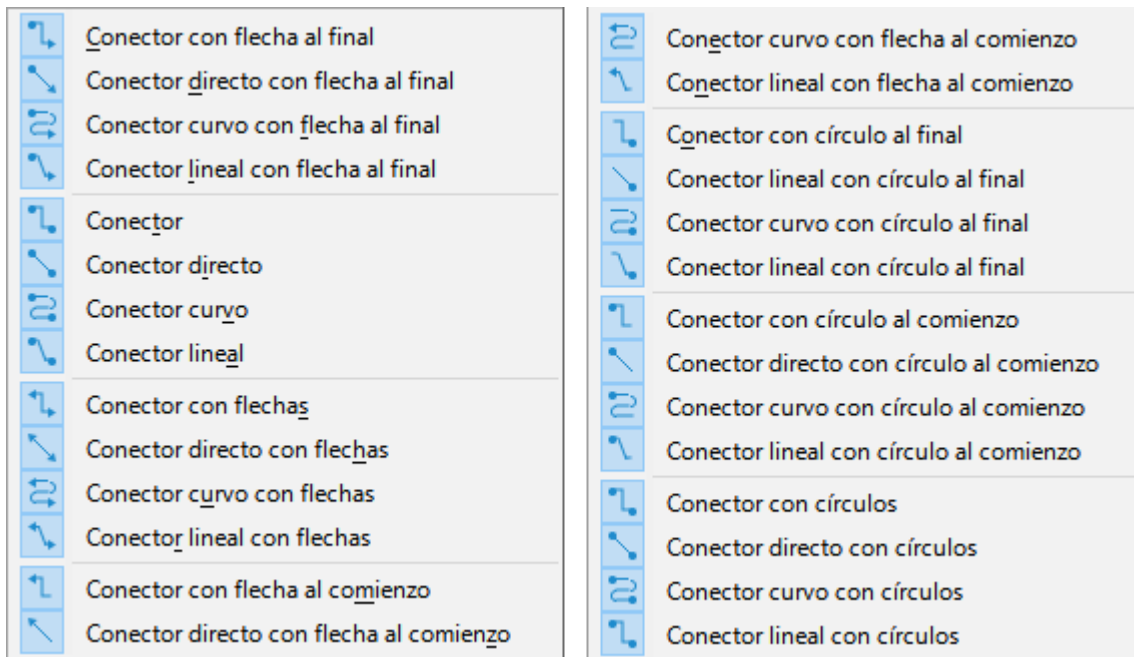 Conector con flecha al final
Conector directo con flecha al final
Conector curvo con flecha al final
Conector lineal con flecha al final
Conector
Conector directo
Conector curvo
Conector lineal
Conector con flechas
Conector directo con flechas
Conector curvo con flechas
Conector lineal con flechas
Conector con flecha al comienzo
Conector directo con flecha al comienzo
Conector curvo con flecha al comienzo
Conector lineal con flecha al comienzo
Conector con círculo al final
Conector lineal con círculo al final
Conector curvo con círculo al final
Conector lineal con círculo al final
Conector con círculo al comienzo
Conector directo con círculo al comienzo
Conector curvo con círculo al comienzo
Conector lineal con círculo al comienzo
Conector con círculos
Conector directo con círculos
Conector curvo con círculos
Conector lineal con círculos